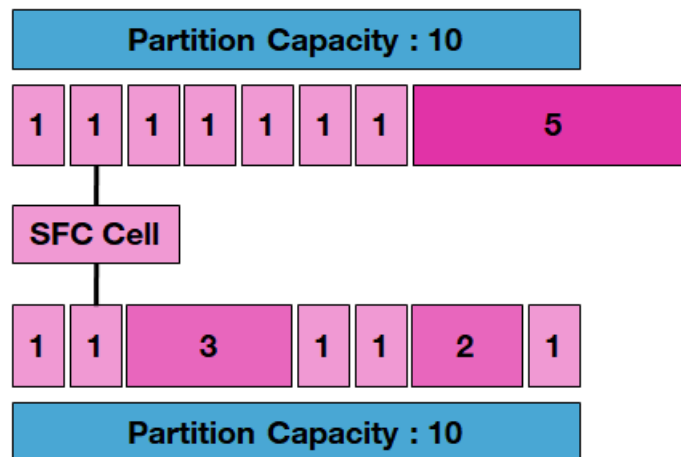 Partition Capacity : 10
1 1 1 1 1 1 1 5
SFC Cell
1 1 3 1 1 2 1
Partition Capacity : 10